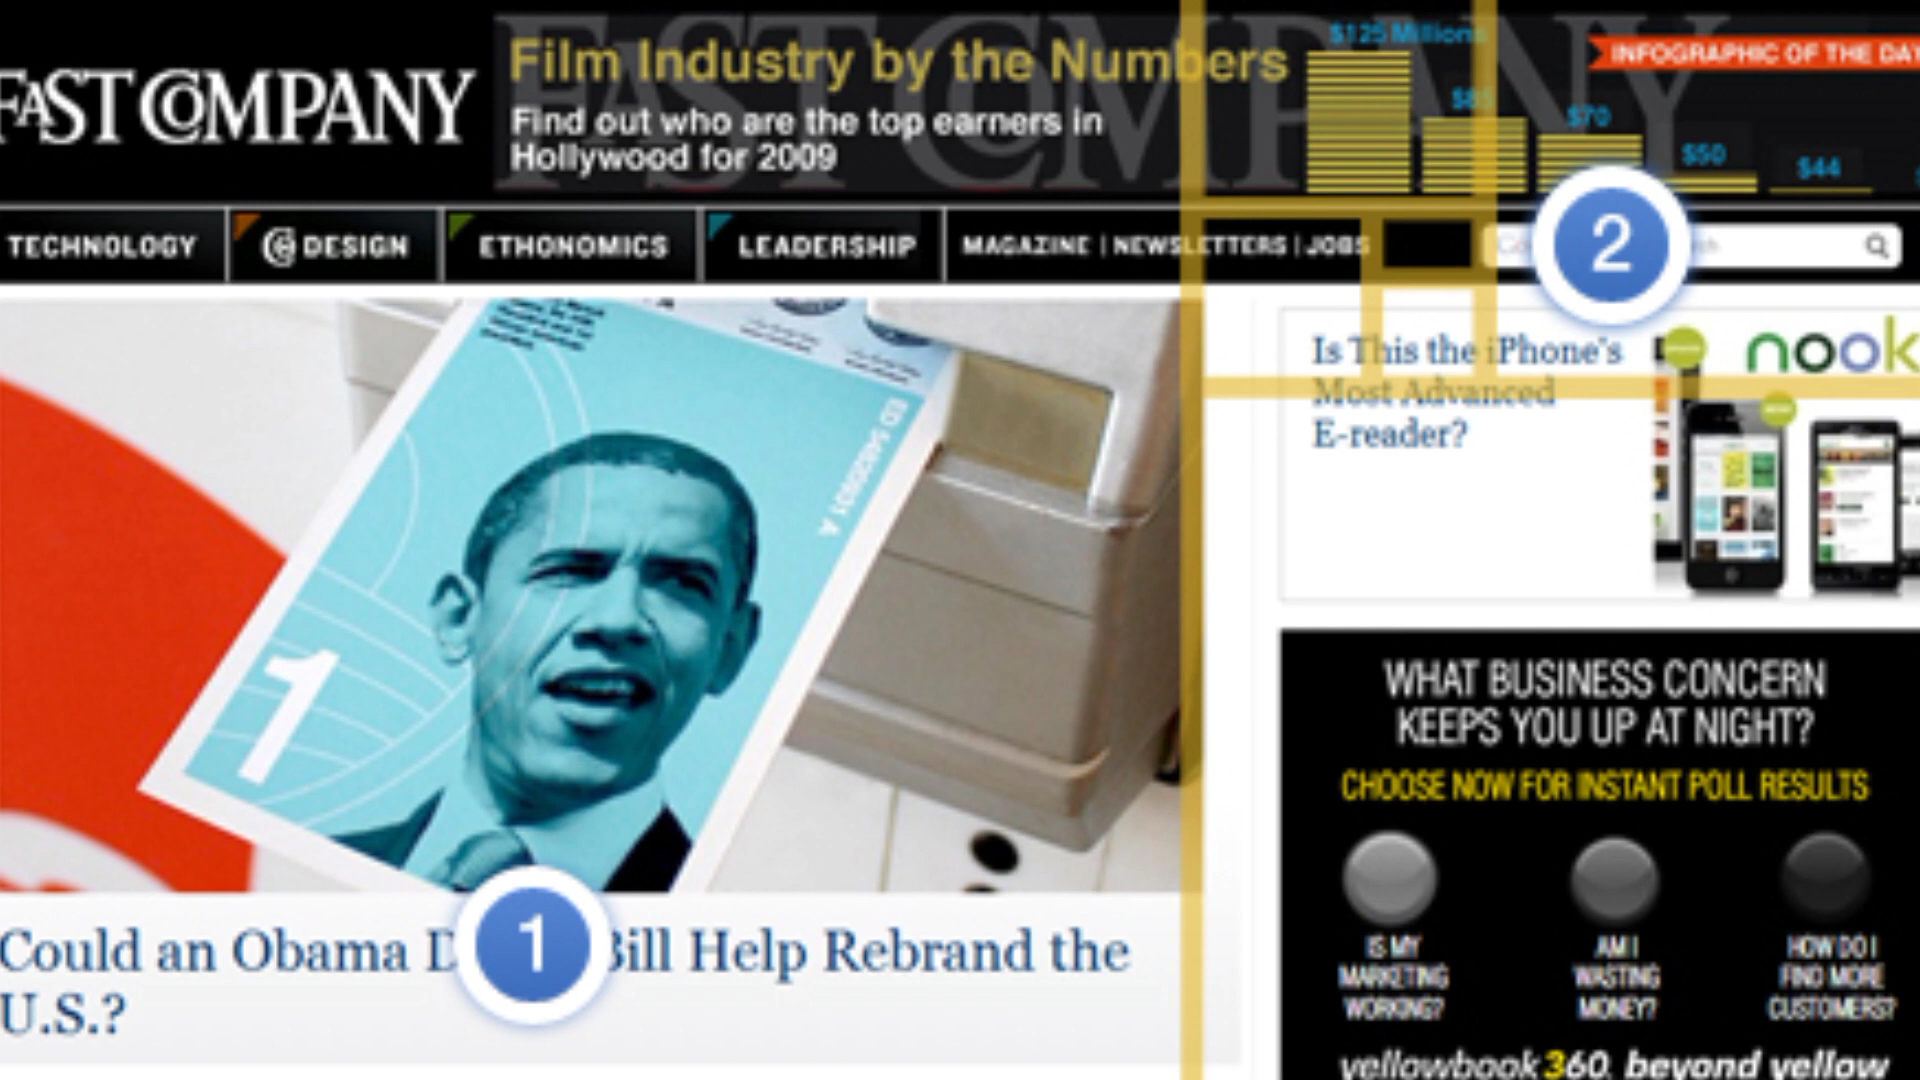 FAST COMPANY
Film Industry by the Numbers
Find out who are the top earners in
Hollywood for 2009
$125 Millions
$70
$50
$44
INFOGRAPHIC OF THE DAY
TECHNOLOGY
DESIGN
ETHONOMICS
LEADERSHIP
MAGAZINE | NEWSLETTERS | JOBS
2
Is This the iPhone's
Most Advanced
E-reader?
nook
1
WHAT BUSINESS CONCERN
KEEPS YOU UP AT NIGHT?
CHOOSE NOW FOR INSTANT POLL RESULTS
IS MY
MARKETING
WORKING?
AM I
WASTING
MONEY?
HOW DO I
FIND MORE
CUSTOMERS?
yellowbook360. beyond yellow
Could an Obama Bill Help Rebrand the
U.S.?
1